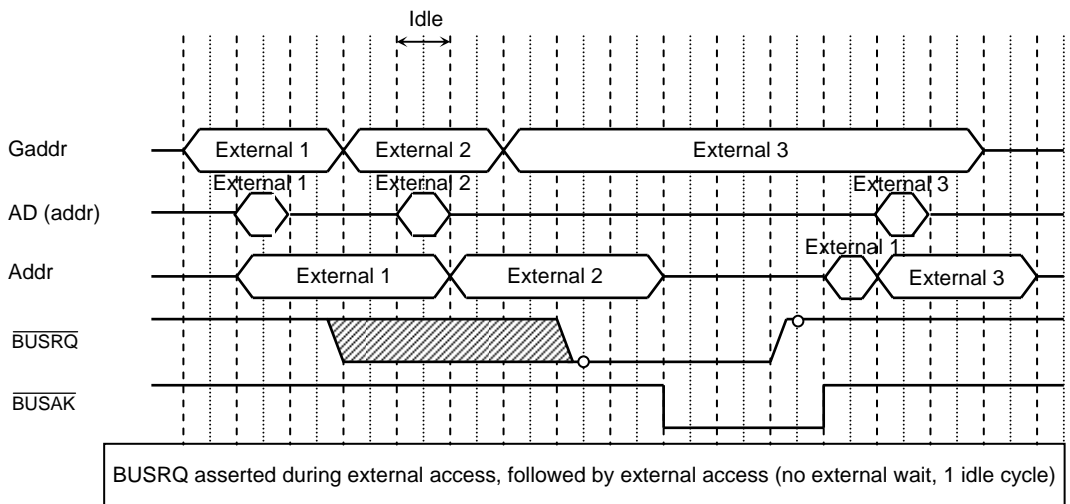 Idle
Gaddr
External 1
External 2
External 3
External 1
External 2
External 3
AD (addr)
External 1
Addr
External 1
External 2
External 3
BUSRQ
BUSAK
BUSRQ asserted during external access, followed by external access (no external wait, 1 idle cycle)